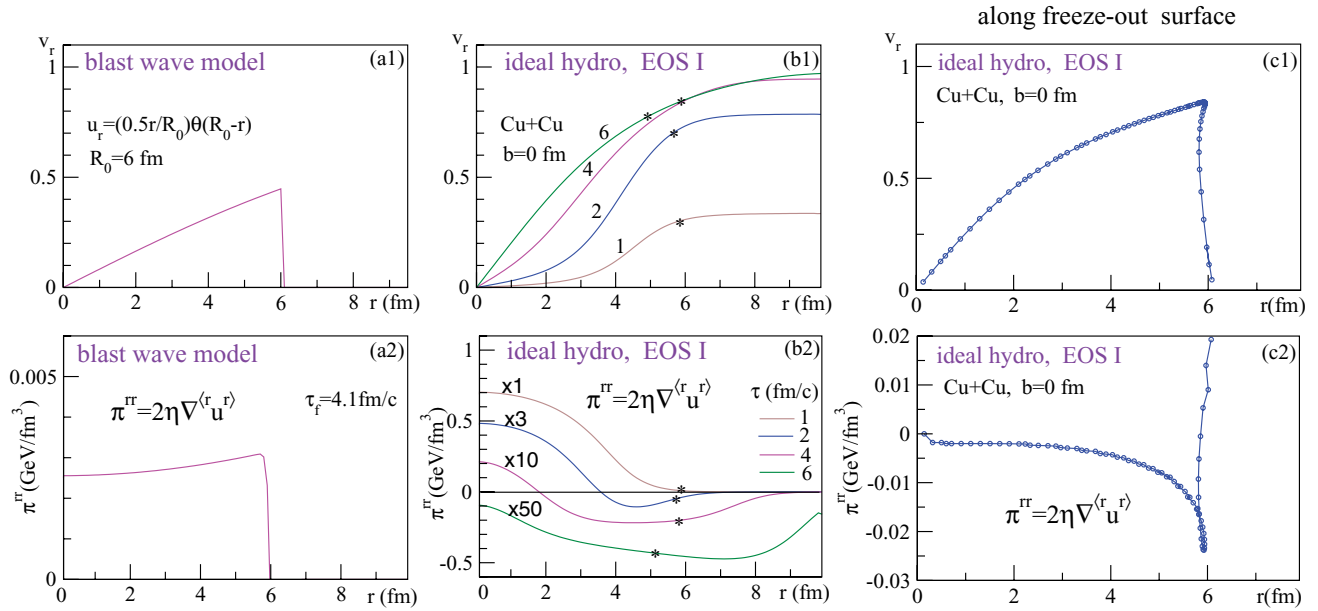 along freeze-out surface
v_r
1
0.5
0
blast wave model
(a1)
u_r=(0.5r/R_0)θ(R_0-r)
R_0=6 fm
0 2 4 6 8 r (fm)
v_r
1
0.5
0
ideal hydro, EOS I
(b1)
Cu+Cu
b=0 fm
6
4
2
1
* * * *
0 2 4 6 8 r (fm)
v_r
1
0.5
0
ideal hydro, EOS I
(c1)
Cu+Cu, b=0 fm
0 2 4 6 r(fm)
π^{rr}(GeV/fm^3)
0.005
0
blast wave model
(a2)
π^{rr}=2η∇^{⟨r}u^{r⟩}
τ_f=4.1fm/c
0 2 4 6 8 r (fm)
π^{rr}(GeV/fm^3)
1
0.5
0
-0.5
ideal hydro, EOS I
(b2)
x1
x3
x10
x50
π^{rr}=2η∇^{⟨r}u^{r⟩}
τ (fm/c)
1
2
4
6
* * * *
0 2 4 6 8 r (fm)
π^{rr}(GeV/fm^3)
0.02
0.01
0
-0.01
-0.02
-0.03
ideal hydro, EOS I
(c2)
Cu+Cu, b=0 fm
π^{rr}=2η∇^{⟨r}u^{r⟩}
0 2 4 6 r (fm)